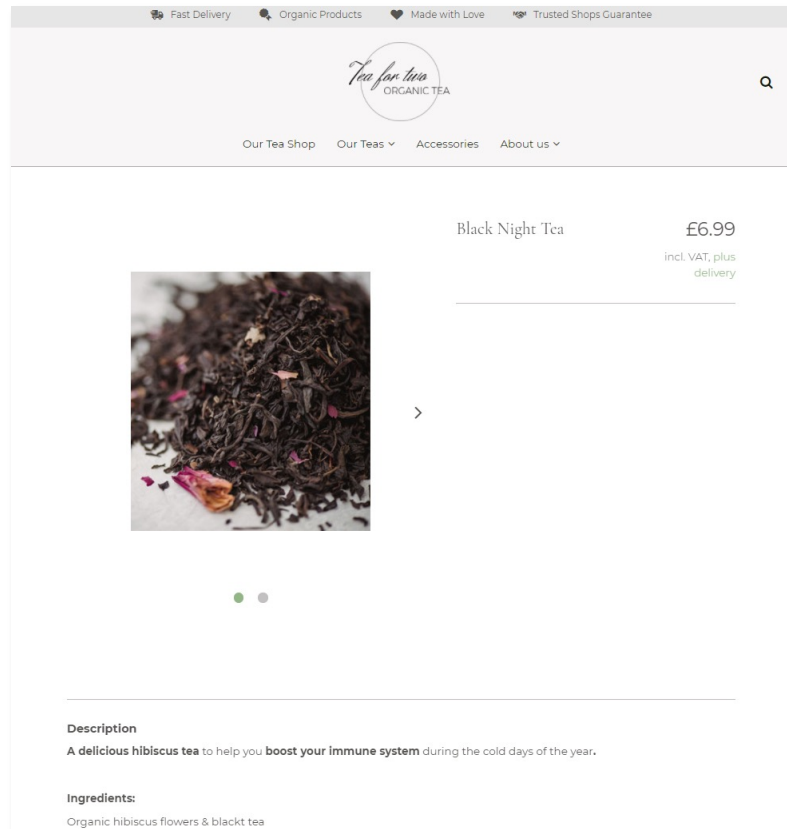 Fast Delivery Organic Products Made with Love Trusted Shops Guarantee
Tea for two
ORGANIC TEA
Our Tea Shop Our Teas Accessories About us
Black Night Tea £6.99
incl. VAT, plus
delivery
Description
A delicious hibiscus tea to help you boost your immune system during the cold days of the year.
Ingredients:
Organic hibiscus flowers & blackt tea